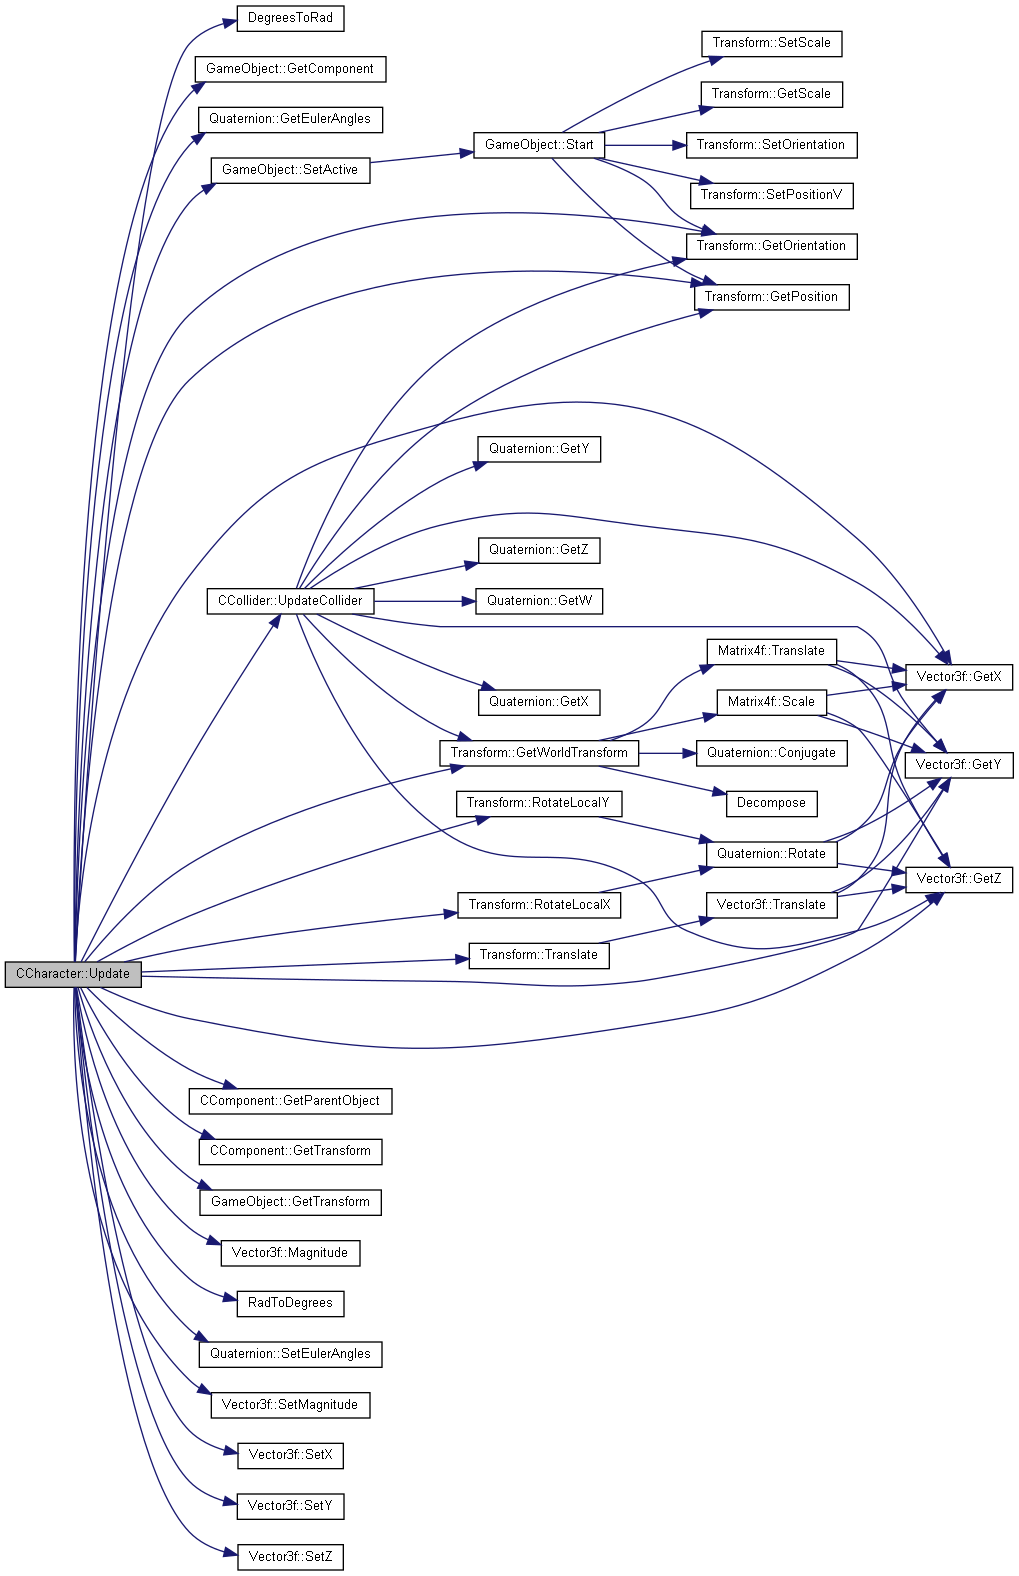 DegreesToRad
Transform::SetScale
GameObject::GetComponent
Transform::GetScale
Quaternion::GetEulerAngles
GameObject::Start
Transform::SetOrientation
GameObject::SetActive
Transform::SetPositionV
Transform::GetOrientation
Transform::GetPosition
Quaternion::GetY
Quaternion::GetZ
CCollider::UpdateCollider
Quaternion::GetW
Matrix4f::Translate
Vector3f::GetX
Quaternion::GetX
Matrix4f::Scale
Transform::GetWorldTransform
Quaternion::Conjugate
Vector3f::GetY
Transform::RotateLocalY
Decompose
Quaternion::Rotate
Vector3f::GetZ
Transform::RotateLocalX
Vector3f::Translate
Transform::Translate
CCharacter::Update
CComponent::GetParentObject
CComponent::GetTransform
GameObject::GetTransform
Vector3f::Magnitude
RadToDegrees
Quaternion::SetEulerAngles
Vector3f::SetMagnitude
Vector3f::SetX
Vector3f::SetY
Vector3f::SetZ